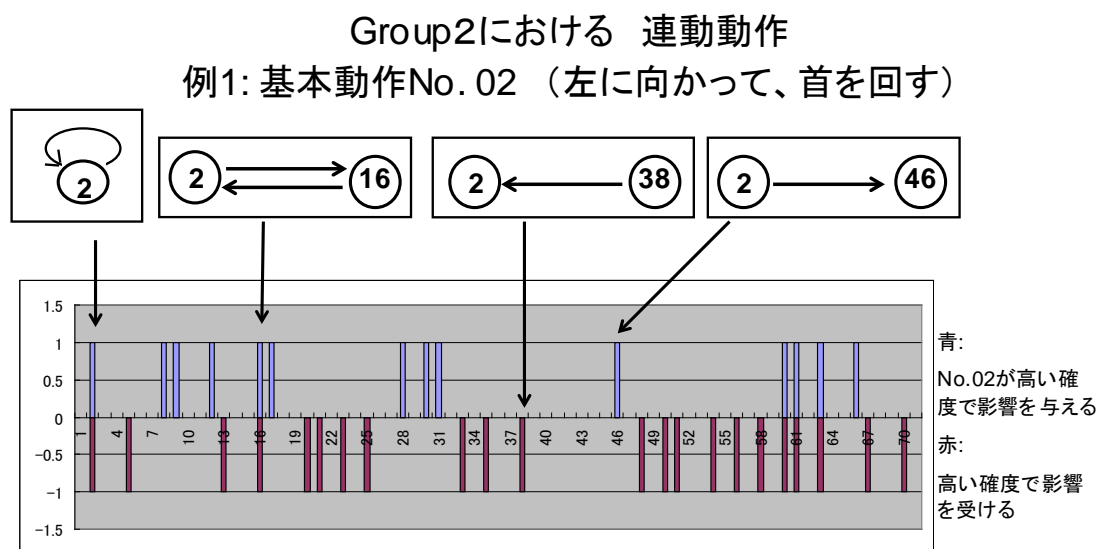 Group2における 連動動作
例1: 基本動作No. 02 （左に向かって、首を回す）
2
2 16
2 38
2 46
1.5
1
0.5
0
−0.5
−1
−1.5
1 4 7 10 13 16 19 22 25 28 31 34 37 40 43 46 49 52 55 58 61 64 67 70
青:
No.02が高い確
度で影響を与える
赤:
高い確度で影響
を受ける